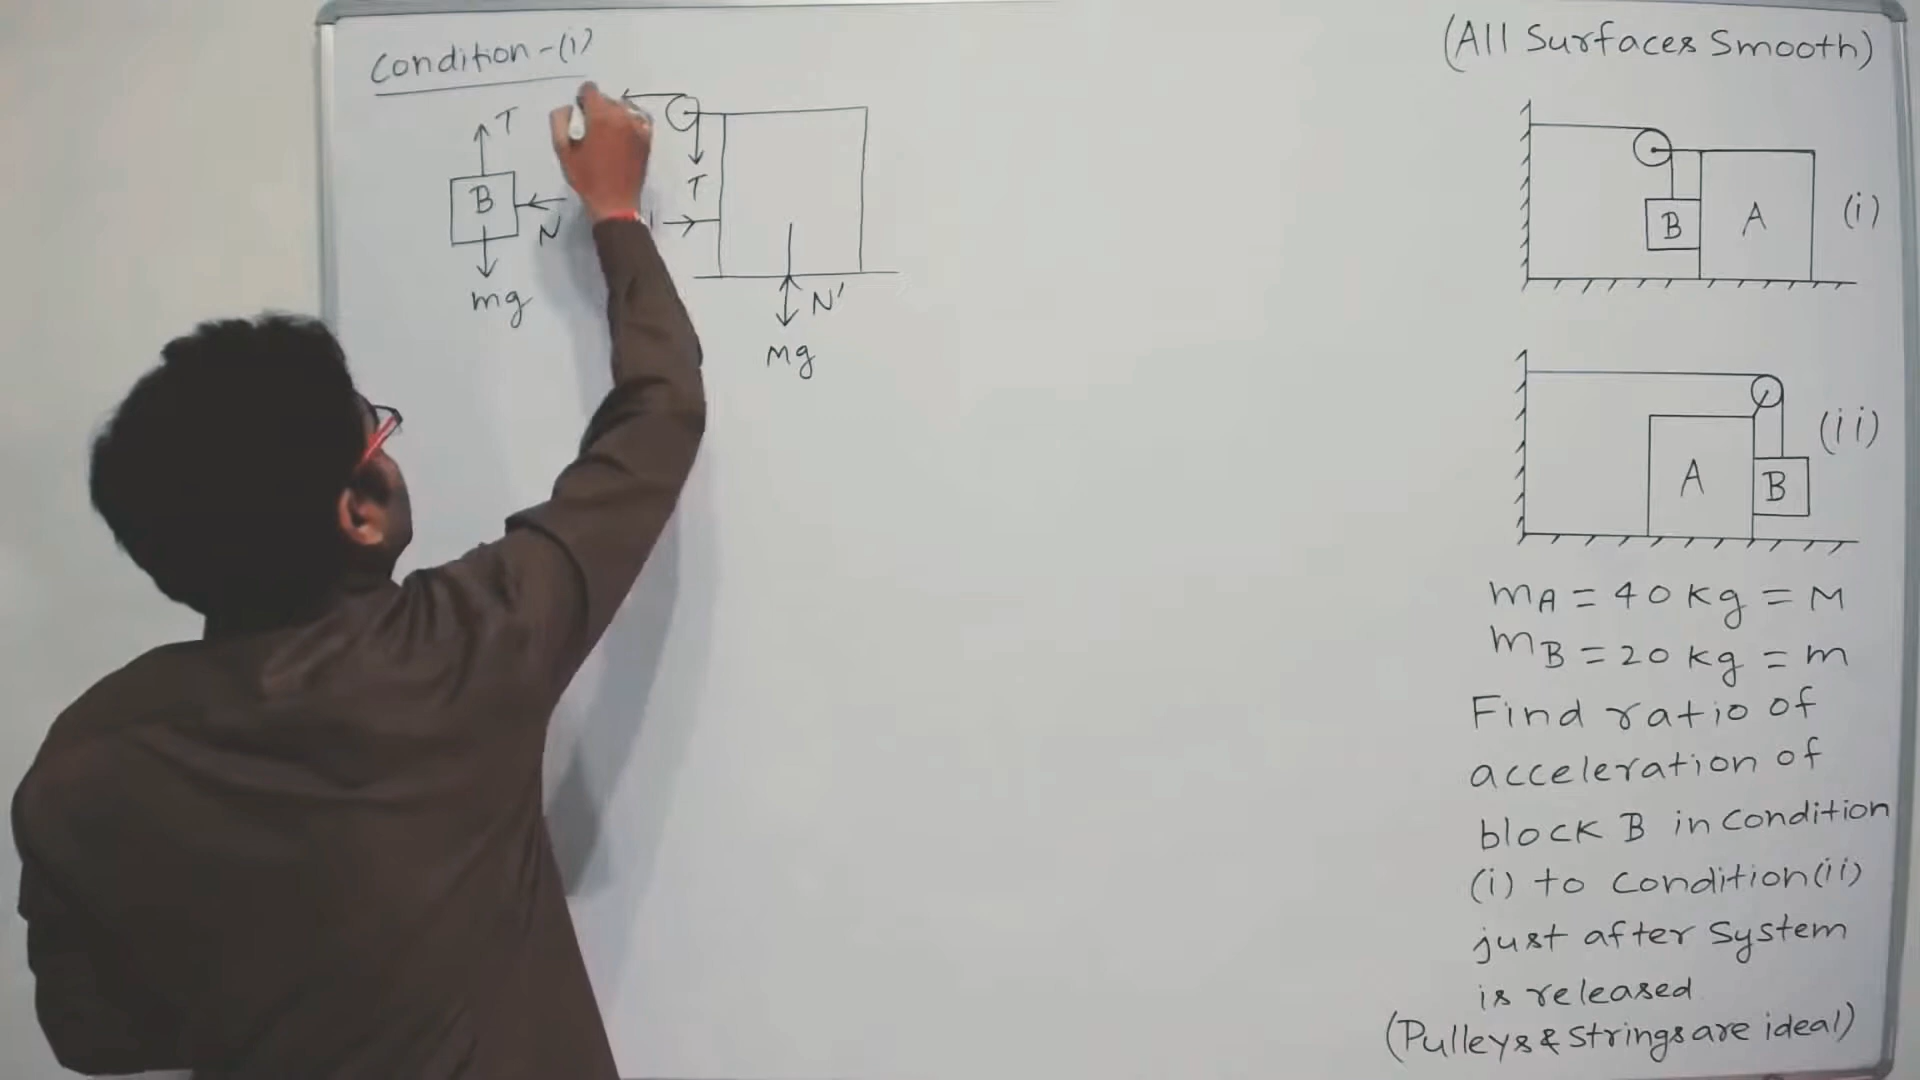 Condition-(i)
T
B
N
mg
T
N'
Mg
(All Surfaces Smooth)
B
A
(i)
A
B
(ii)
mA = 40 kg = M
mB = 20 kg = m
Find ratio of
acceleration of
block B in condition
(i) to condition(ii)
just after System
is released
(Pulleys & Strings are ideal)